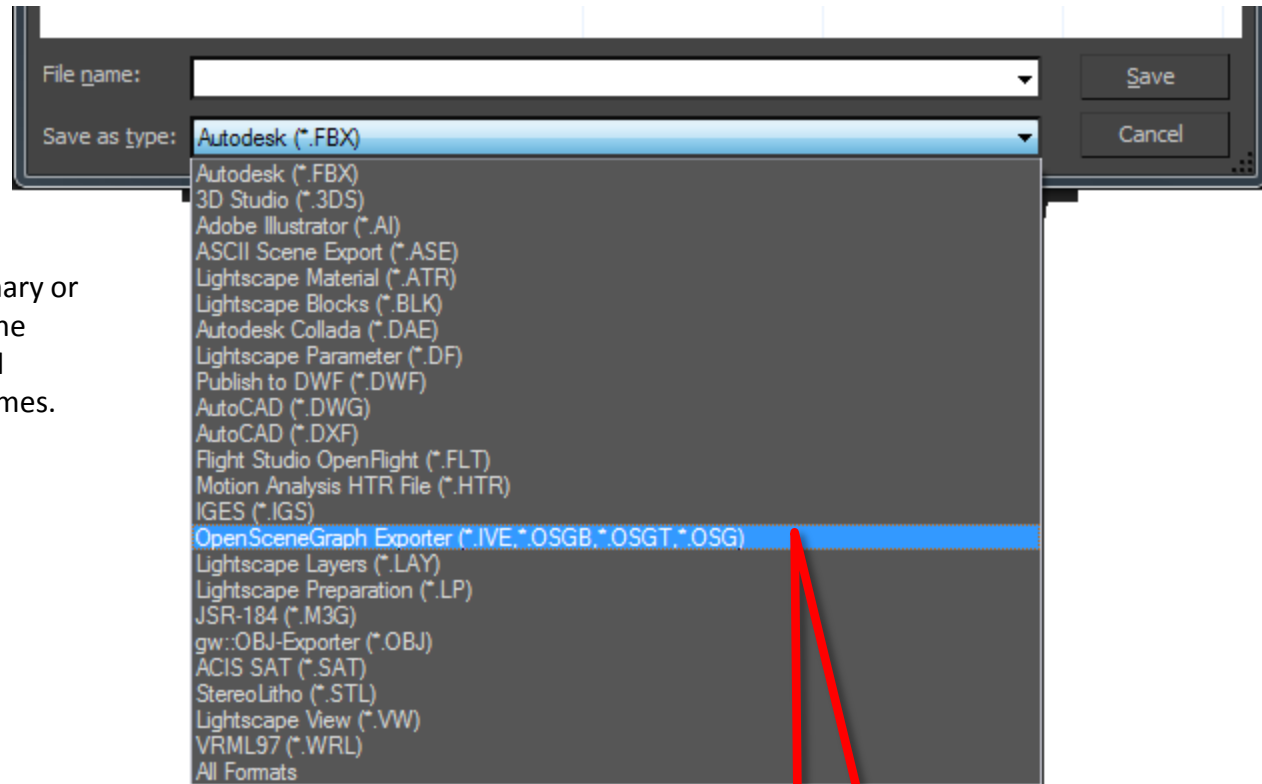 File name:
Save
Save as type: Autodesk (*.FBX)
Cancel
Autodesk (*.FBX)
3D Studio (*.3DS)
Adobe Illustrator (*.AI)
ASCII Scene Export (*.ASE)
Lightscape Material (*.ATR)
Lightscape Blocks (*.BLK)
Autodesk Collada (*.DAE)
Lightscape Parameter (*.DF)
Publish to DWF (*.DWF)
AutoCAD (*.DWG)
AutoCAD (*.DXF)
Flight Studio OpenFlight (*.FLT)
Motion Analysis HTR File (*.HTR)
IGES (*.IGS)
OpenSceneGraph Exporter (*.IVE,*.OSGB,*.OSGT,*.OSG)
Lightscape Layers (*.LAY)
Lightscape Preparation (*.LP)
JSR-184 (*.M3G)
gw::OBJ-Exporter (*.OBJ)
ACIS SAT (*.SAT)
StereoLitho (*.STL)
Lightscape View (*.VW)
VRML97 (*.WRL)
All Formats
or